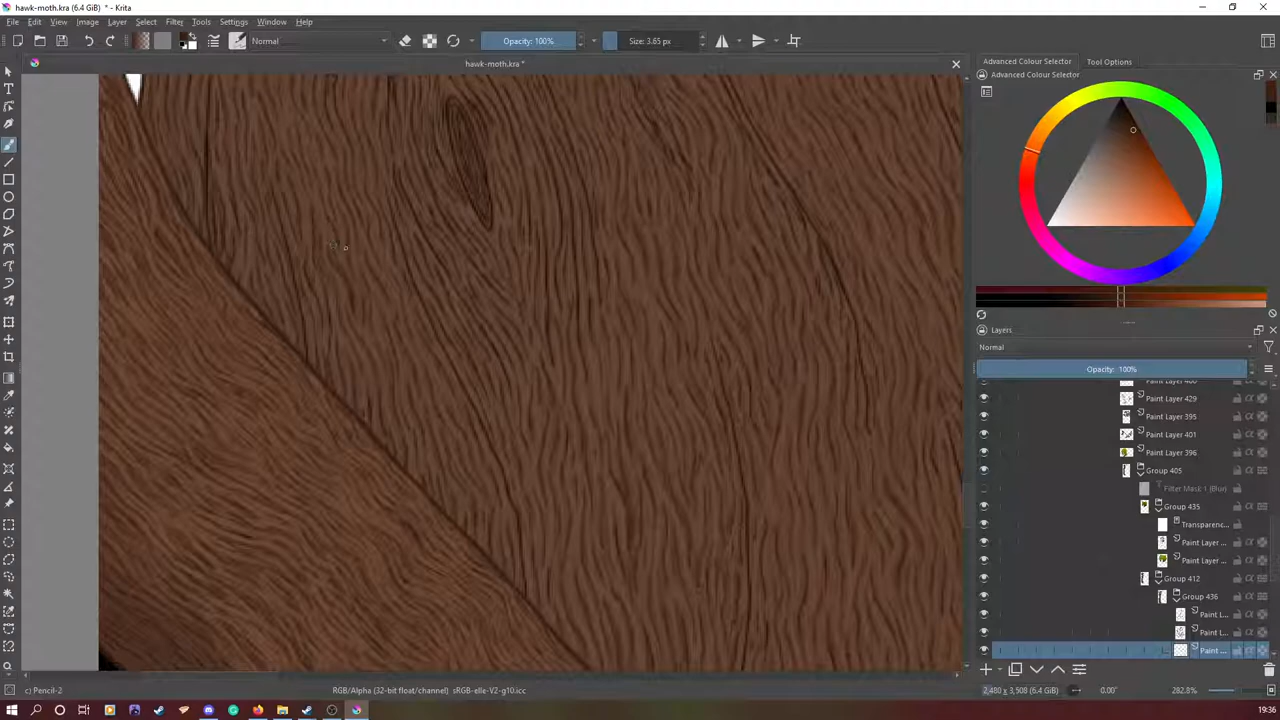 hawk-moth.kra (6.4 GiB) * - Krita
File Edit View Image Layer Select Filter Tools Settings Window Help
Normal Opacity: 100% Size: 3.65 px
hawk-moth.kra *
Advanced Colour Selector Tool Options
Advanced Colour Selector
Layers
Normal
Opacity: 100%
Paint Layer 429
Paint Layer 395
Paint Layer 401
Paint Layer 396
Group 405
Filter Mask 1 (Blur)
Group 435
Transparenc...
Paint Layer ...
Paint Layer ...
Group 412
Group 436
Paint L...
Paint L...
Paint ...
c) Pencil-2 RGB/Alpha (32-bit float/channel) sRGB-elle-V2-g10.icc 2,480 x 3,508 (6.4 GiB) 0.00° 282.8%
19:36